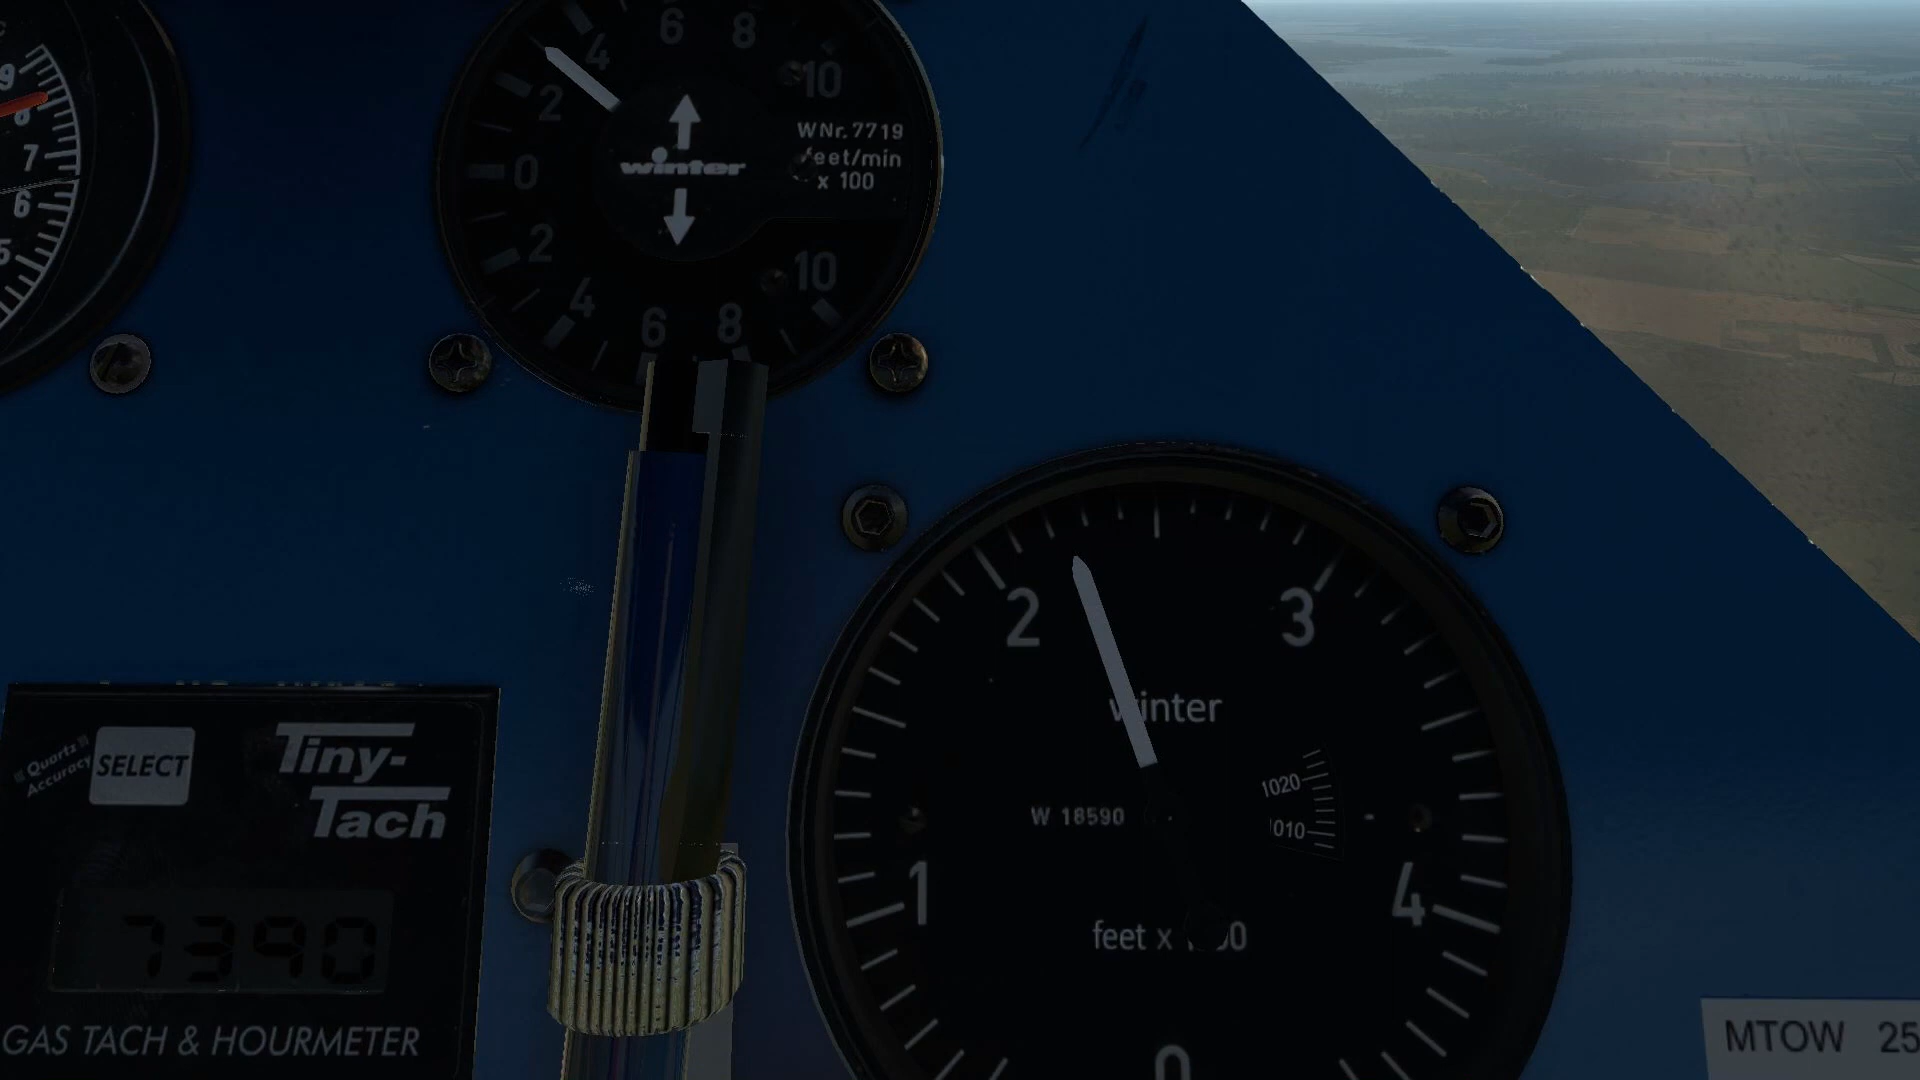 9
8
7
6
5
6 8
4
10
2
0
2
4
6 8
10
WNr. 7719
feet/min
x 100
winter
2 3
winter
1020
W 18590
1010
1 4
feet x
0
Quartz
Accuracy
SELECT
Tiny-
Tach
7390
GAS TACH & HOURMETER
MTOW 25